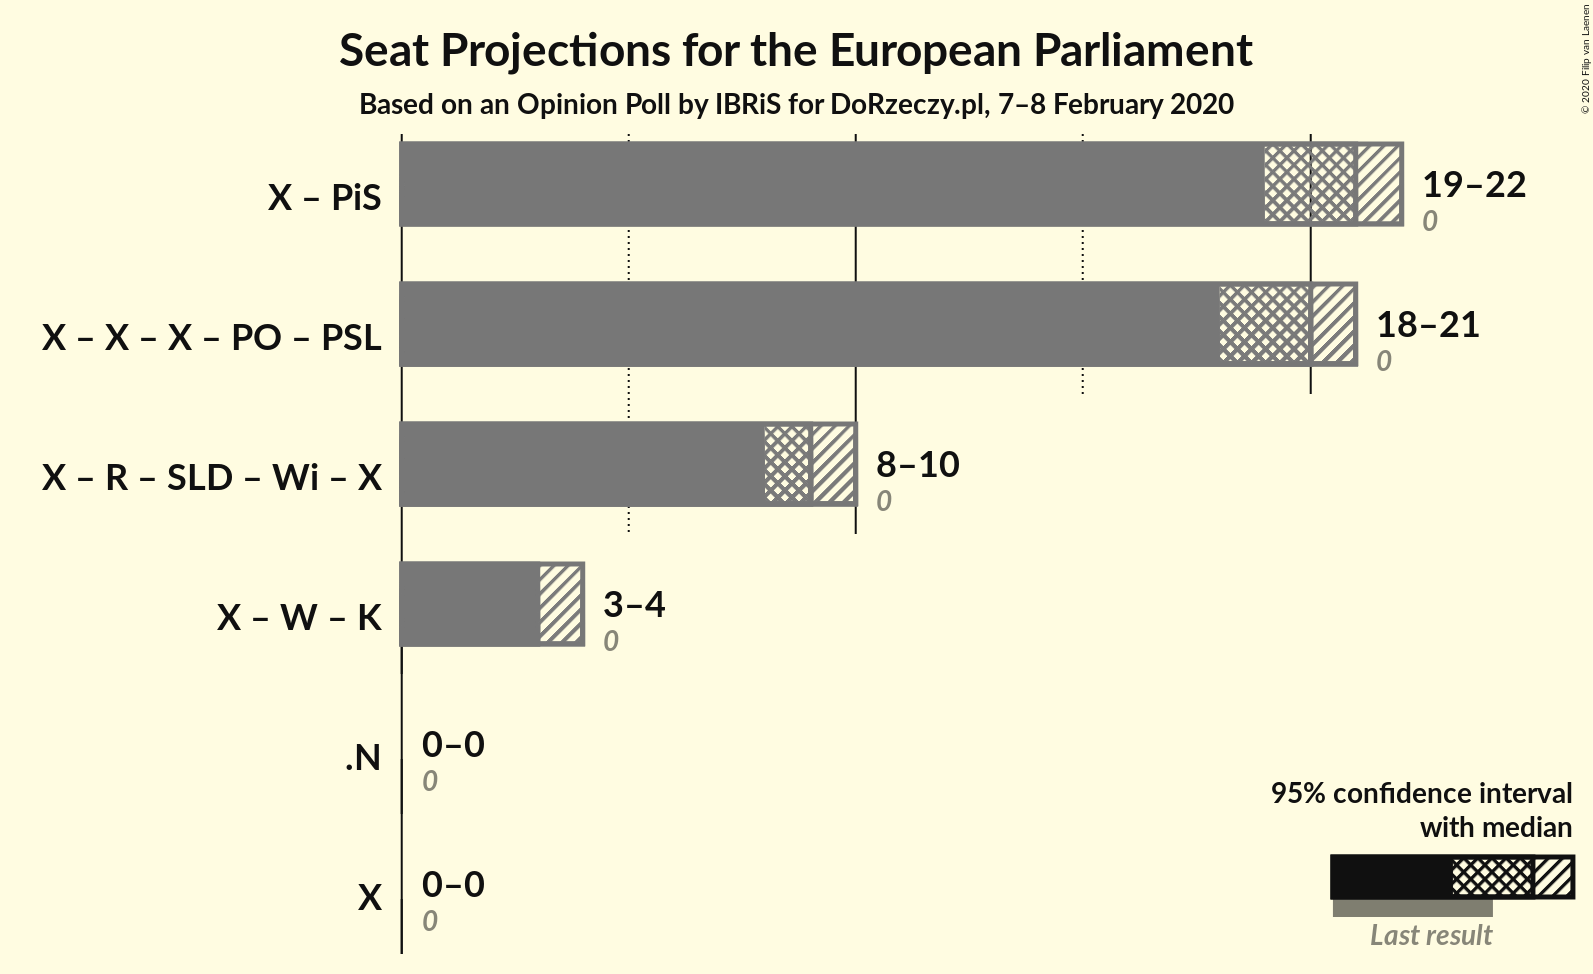 Seat Projections for the European Parliament
Based on an Opinion Poll by IBRiS for DoRzeczy.pl, 7–8 February 2020
© 2020 Filip van Laenen
X – PiS
19–22
0
X – X – X – PO – PSL
18–21
0
X – R – SLD – Wi – X
8–10
0
X – W – K
3–4
0
.N
0–0
0
X
0–0
0
95% confidence interval
with median
Last result